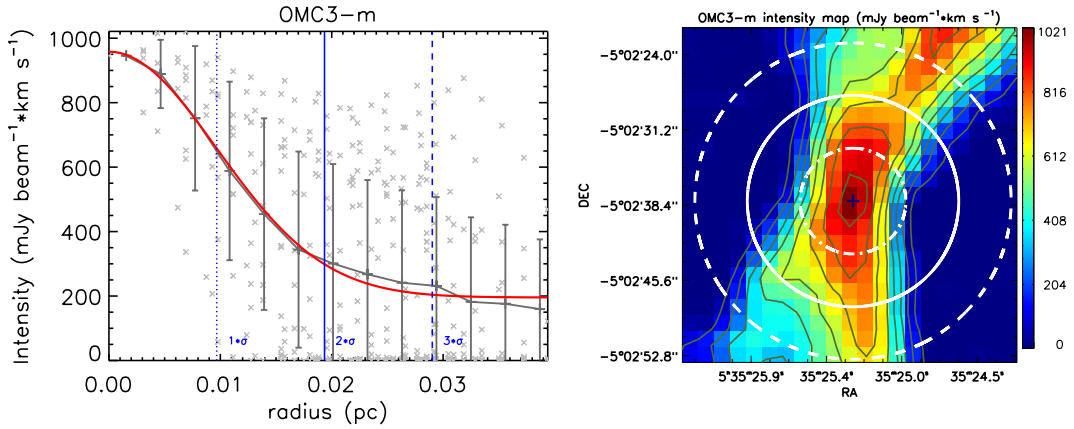 OMC3-m
Intensity (mJy beam⁻¹*km s⁻¹)
1000
800
600
400
200
0
1*σ
2*σ
3*σ
0.00 0.01 0.02 0.03
radius (pc)
OMC3-m intensity map (mJy beam⁻¹*km s⁻¹)
DEC
-5°02'24.0"
-5°02'31.2"
-5°02'38.4"
-5°02'45.6"
-5°02'52.8"
5ʰ35ᵐ25.9ˢ 5ʰ35ᵐ25.4ˢ 5ʰ35ᵐ25.0ˢ 5ʰ35ᵐ24.5ˢ
RA
1021
816
612
408
204
0